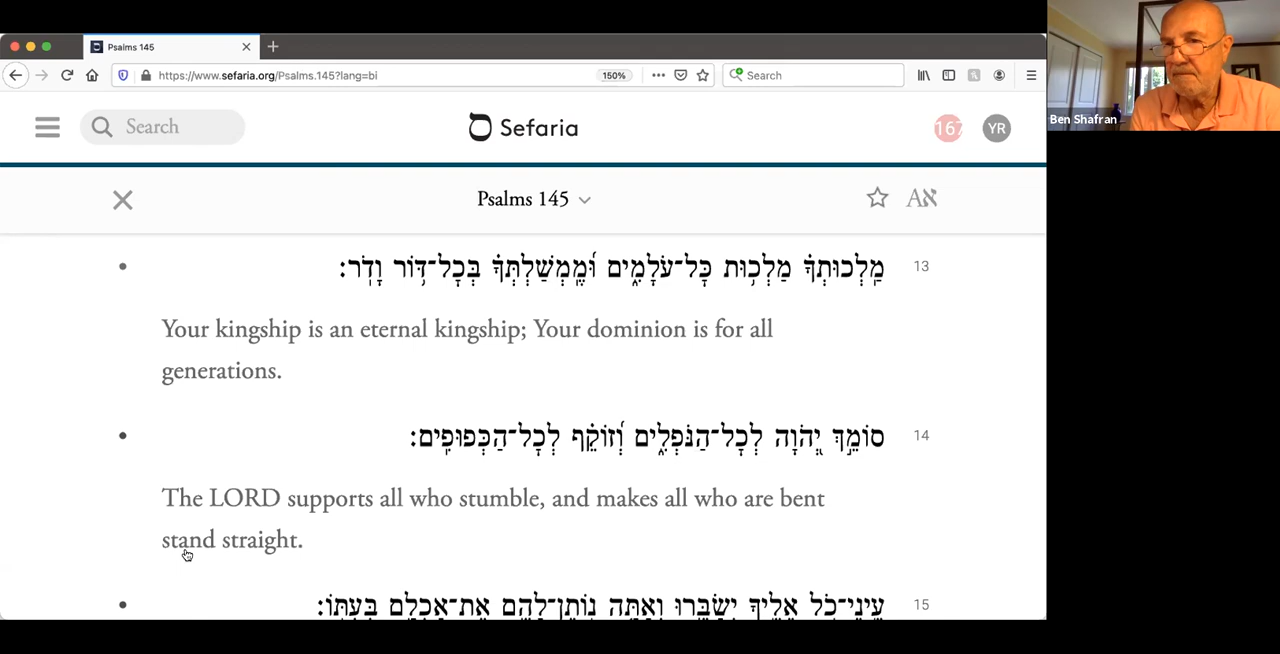 Psalms 145
https://www.sefaria.org/Psalms.145?lang=bi
150%
Search
Ben Shafran
Search
Sefaria
167
YR
Psalms 145
Aא
13
מַֽלְכוּתְךָ֗ מַלְכ֥וּת כׇּל־עֹלָמִ֑ים וּ֝מֶֽמְשַׁלְתְּךָ֗ בְּכׇל־דּ֥וֹר וָדֹֽר׃
Your kingship is an eternal kingship; Your dominion is for all
generations.
14
סוֹמֵ֣ךְ יְ֭הֹוָה לְכׇל־הַנֹּפְלִ֑ים וְ֝זוֹקֵ֗ף לְכׇל־הַכְּפוּפִֽים׃
The LORD supports all who stumble, and makes all who are bent
stand straight.
15
עֵֽינֵי־כֹ֭ל אֵלֶ֣יךָ יְשַׂבֵּ֑רוּ וְאַתָּ֤ה נֽוֹתֵן־לָהֶ֖ם אֶת־אׇכְלָ֣ם בְּעִתּֽוֹ׃